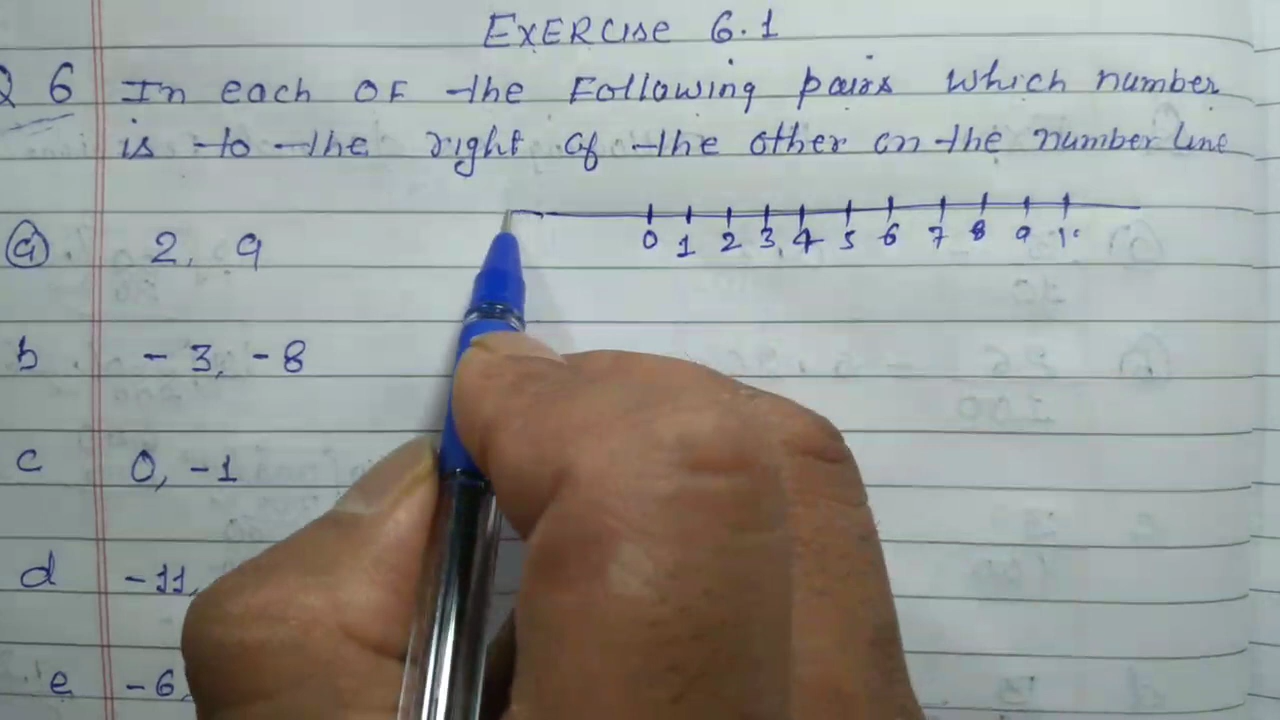 Exercise 6.1
Q 6 In each of the Following pairs which number
is to the right of the other on the number line
0 1 2 3 4 5 6 7 8 9 10
a 2, 9
b -3, -8
c 0, -1
d -11,
e -6,